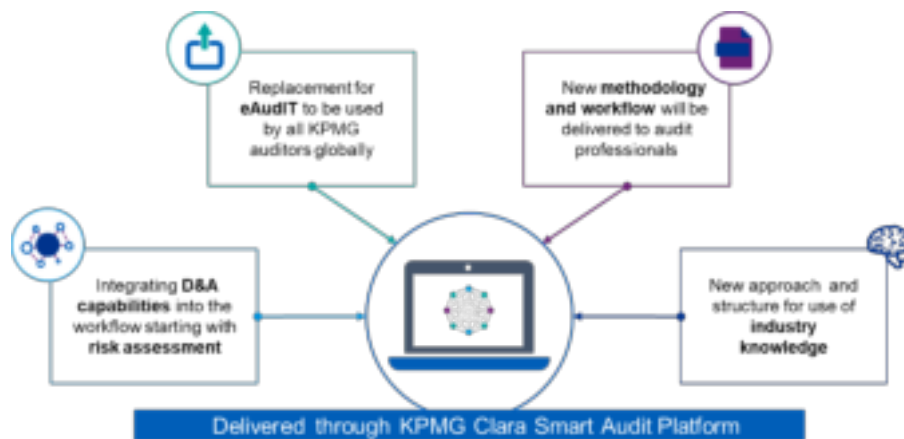 Replacement for
eAudIT to be used
by all KPMG
auditors globally
New methodology
and workflow will be
delivered to audit
professionals
Integrating D&A
capabilities into the
workflow starting with
risk assessment
New approach and
structure for use of
industry
knowledge
Delivered through KPMG Clara Smart Audit Platform